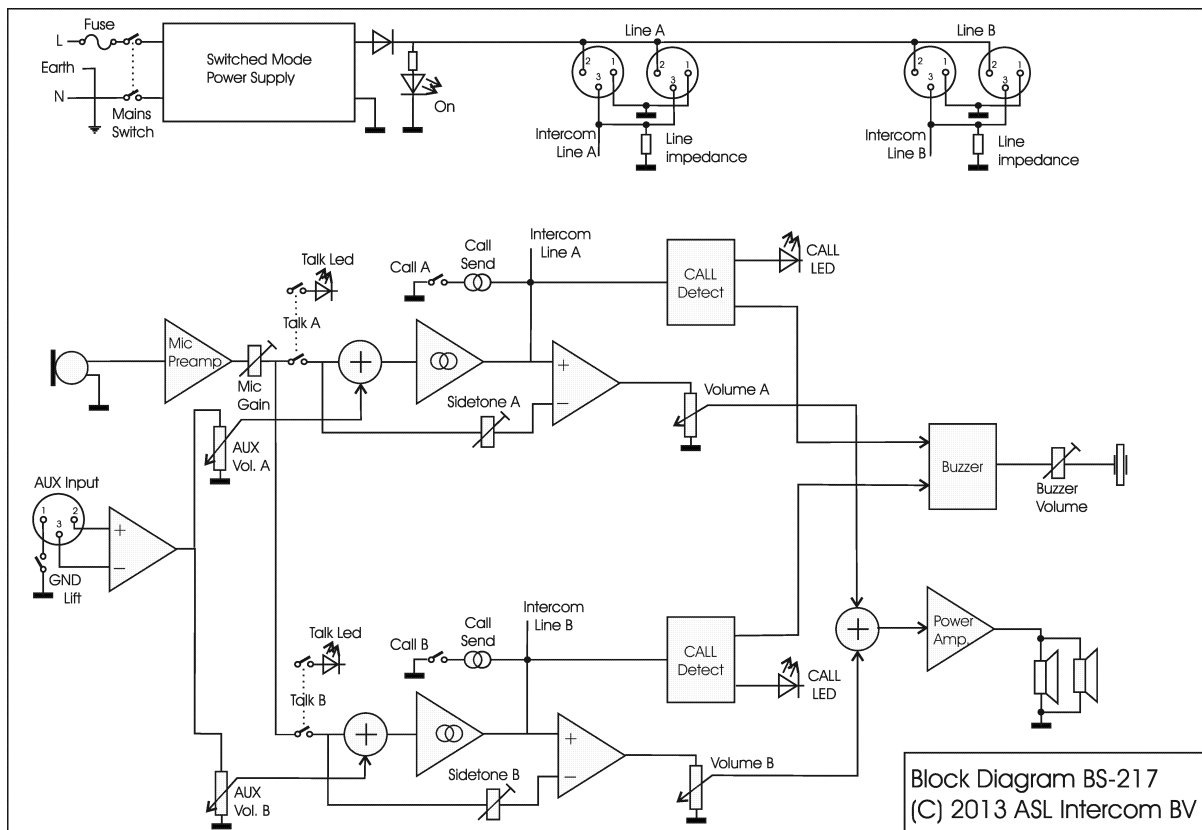 Fuse
L
Earth
N
Mains
Switch
Switched Mode
Power Supply
On
Line A
2
1
3
2
1
3
Intercom
Line A
Line
impedance
Line B
2
1
3
2
1
3
Intercom
Line B
Line
impedance
Talk Led
Talk A
Mic
Preamp
Mic
Gain
Call A
Call
Send
Intercom
Line A
CALL
Detect
CALL
LED
+
+
−
Sidetone A
Volume A
AUX
Vol. A
AUX Input
1
2
3
+
−
GND
Lift
Buzzer
Buzzer
Volume
Talk Led
Talk B
Call B
Call
Send
Intercom
Line B
CALL
Detect
CALL
LED
+
Power
Amp.
+
+
−
Sidetone B
Volume B
AUX
Vol. B
Block Diagram BS-217
(C) 2013 ASL Intercom BV